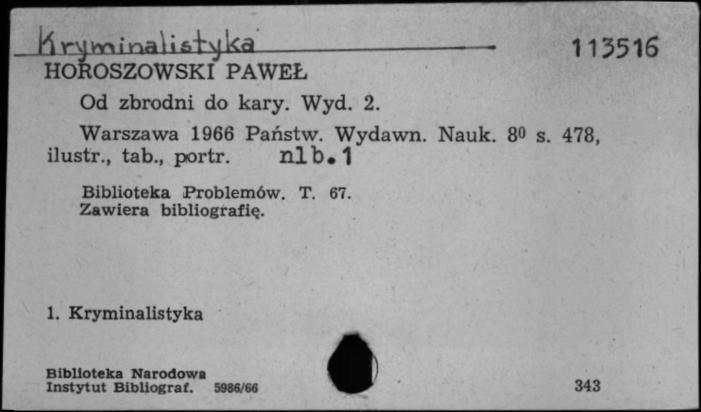 Kryminalistyka 113516
HOROSZOWSKI PAWEŁ
Od zbrodni do kary. Wyd. 2.
Warszawa 1966 Państw. Wydawn. Nauk. 8⁰ s. 478,
ilustr., tab., portr. nlb.1
Biblioteka Problemów. T. 67.
Zawiera bibliografię.
1. Kryminalistyka
Biblioteka Narodowa
Instytut Bibliograf. 5986/66 343